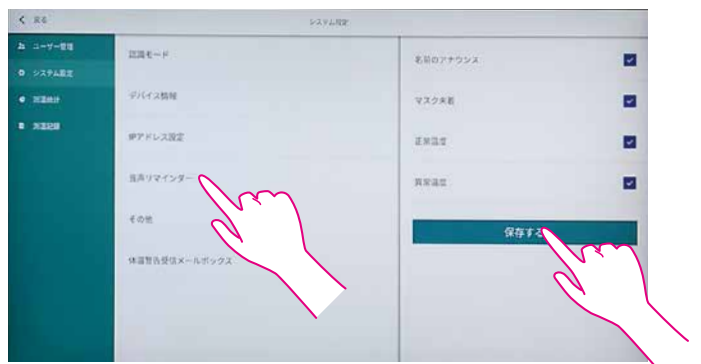 戻る
システム設定
ユーザー管理
システム設定
測温統計
測温記録
認識モード
デバイス情報
IPアドレス設定
音声リマインダー
その他
体温警告受信メールボックス
名前のアナウンス
マスク未着
正常温度
異常温度
保存する